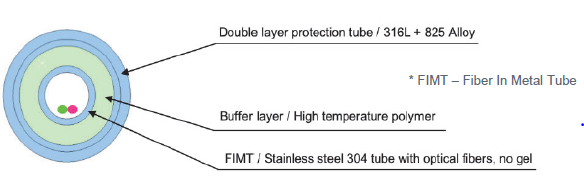 Double layer protection tube / 316L + 825 Alloy
* FIMT – Fiber In Metal Tube
Buffer layer / High temperature polymer
FIMT / Stainless steel 304 tube with optical fibers, no gel